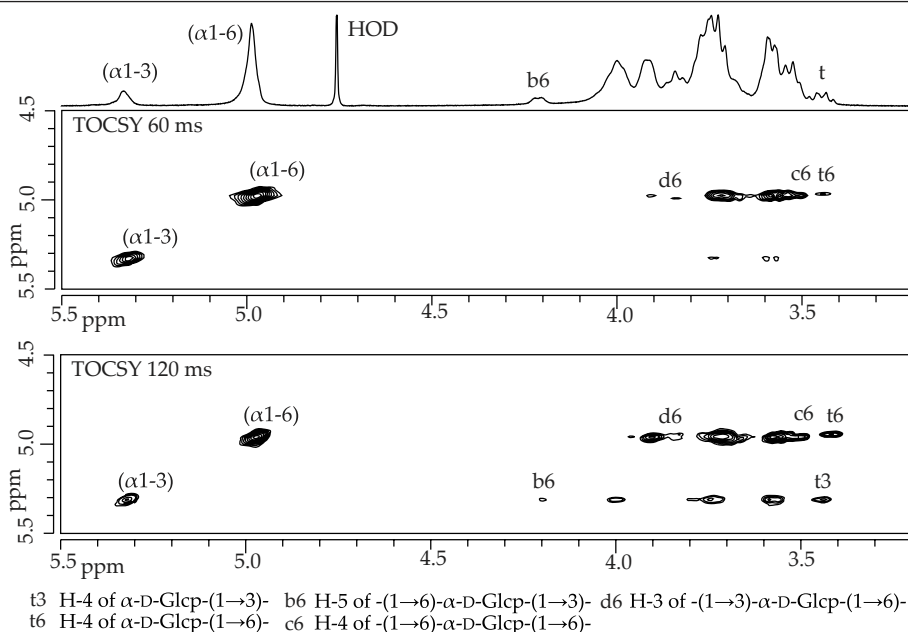 (α1-6)
HOD
(α1-3)
b6
t
TOCSY 60 ms
(α1-6)
d6
c6 t6
(α1-3)
4.5
5.0
5.5
ppm
5.5 ppm 5.0 4.5 4.0 3.5
TOCSY 120 ms
(α1-6)
d6
c6 t6
(α1-3)
b6
t3
4.5
5.0
5.5
ppm
5.5 ppm 5.0 4.5 4.0 3.5
t3 H-4 of α-D-Glcp-(1→3)- b6 H-5 of -(1→6)-α-D-Glcp-(1→3)- d6 H-3 of -(1→3)-α-D-Glcp-(1→6)-
t6 H-4 of α-D-Glcp-(1→6)- c6 H-4 of -(1→6)-α-D-Glcp-(1→6)-